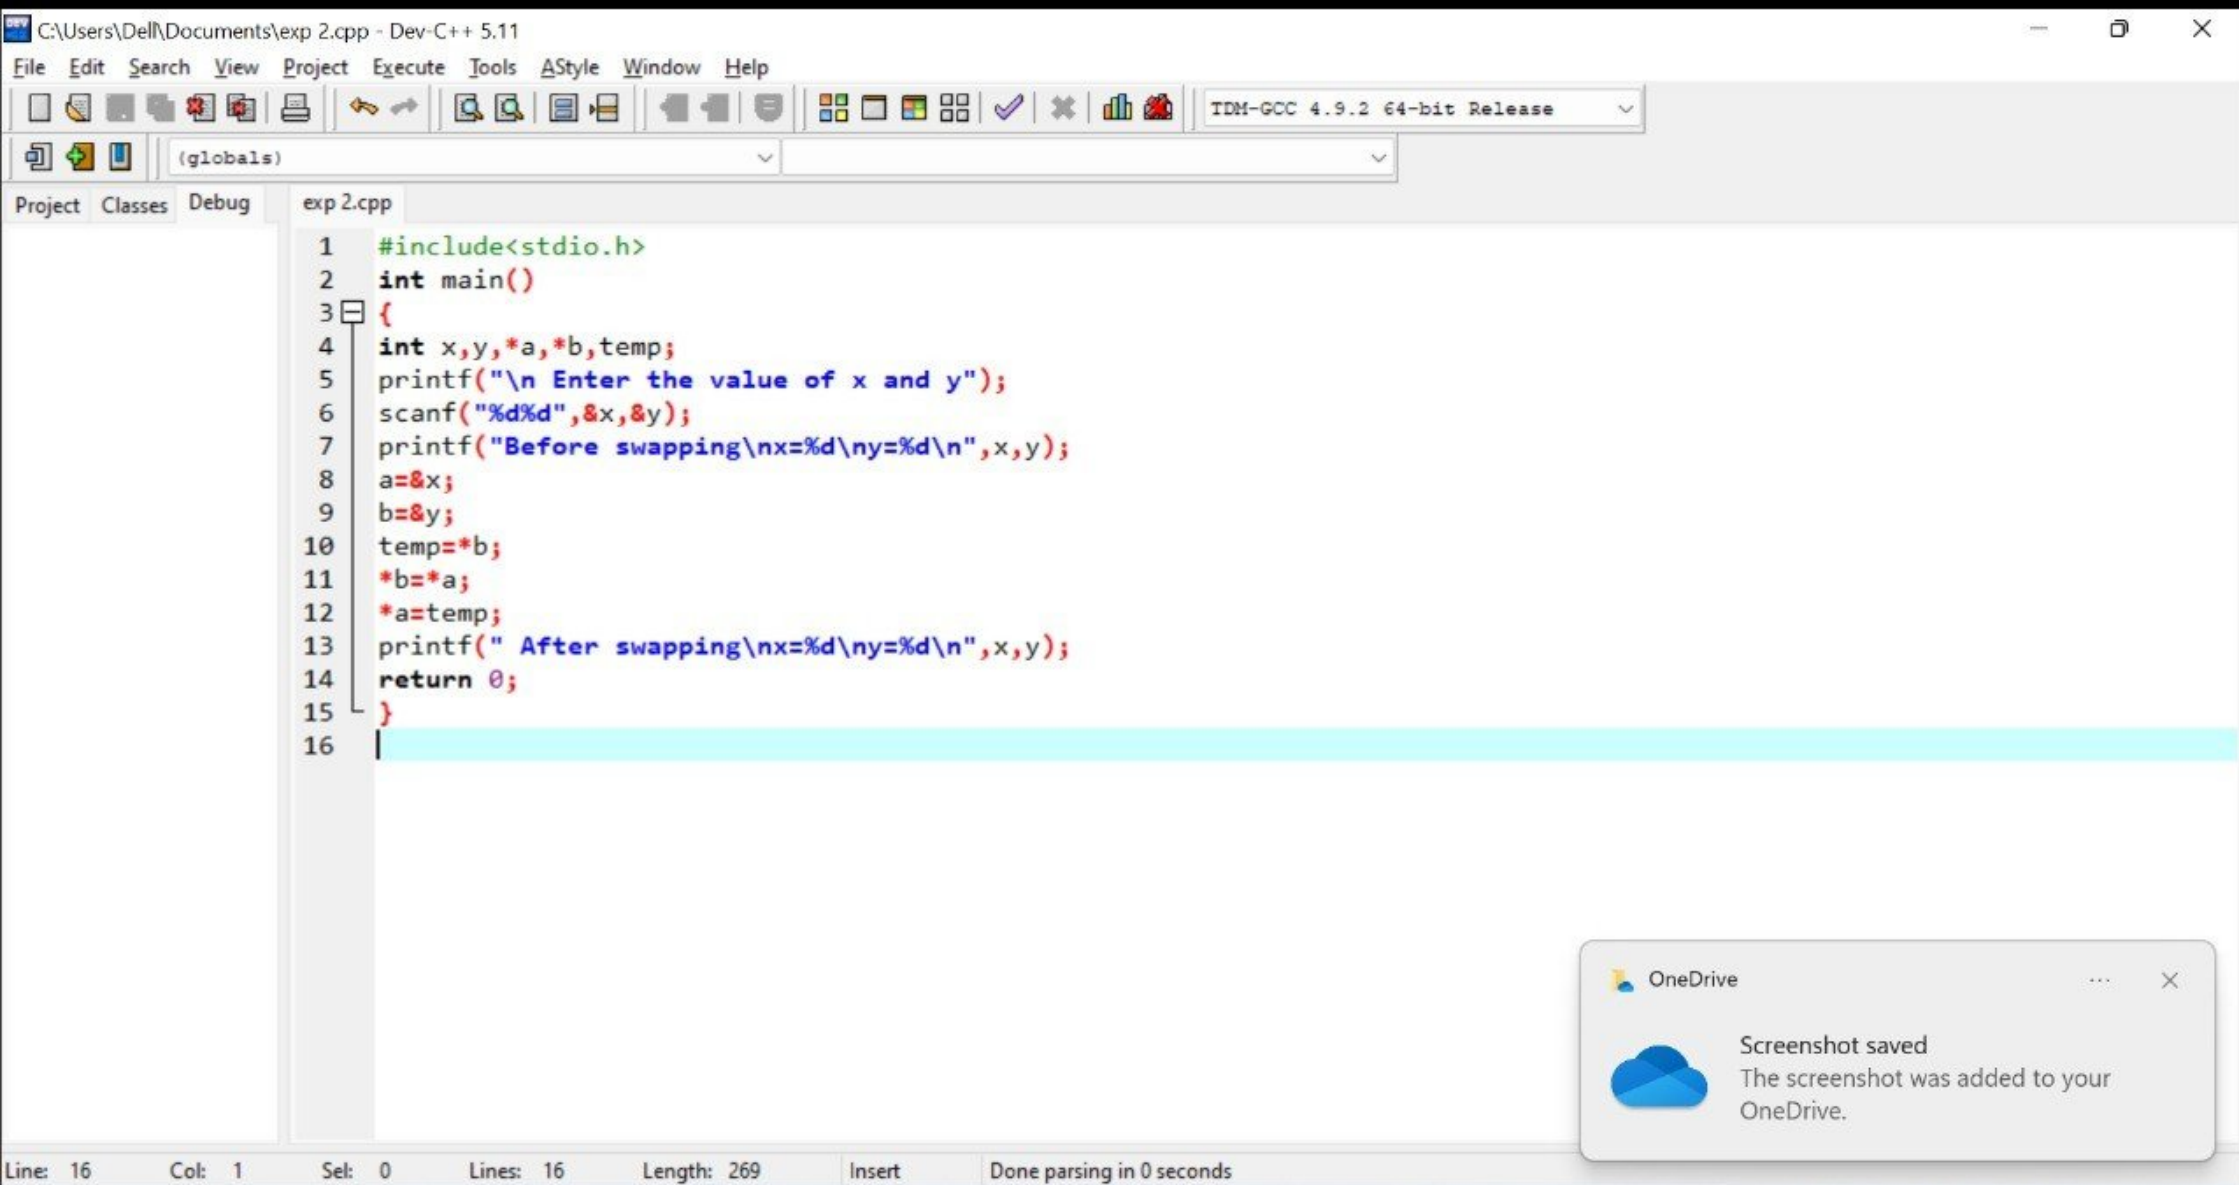 C:\Users\Dell\Documents\exp 2.cpp - Dev-C++ 5.11
File Edit Search View Project Execute Tools AStyle Window Help
TDM-GCC 4.9.2 64-bit Release
(globals)
Project Classes Debug exp 2.cpp
1 #include<stdio.h>
2 int main()
3 {
4 int x,y,*a,*b,temp;
5 printf("\n Enter the value of x and y");
6 scanf("%d%d",&x,&y);
7 printf("Before swapping\nx=%d\ny=%d\n",x,y);
8 a=&x;
9 b=&y;
10 temp=*b;
11 *b=*a;
12 *a=temp;
13 printf(" After swapping\nx=%d\ny=%d\n",x,y);
14 return 0;
15 }
16
OneDrive
Screenshot saved
The screenshot was added to your
OneDrive.
Line: 16 Col: 1 Sel: 0 Lines: 16 Length: 269 Insert Done parsing in 0 seconds